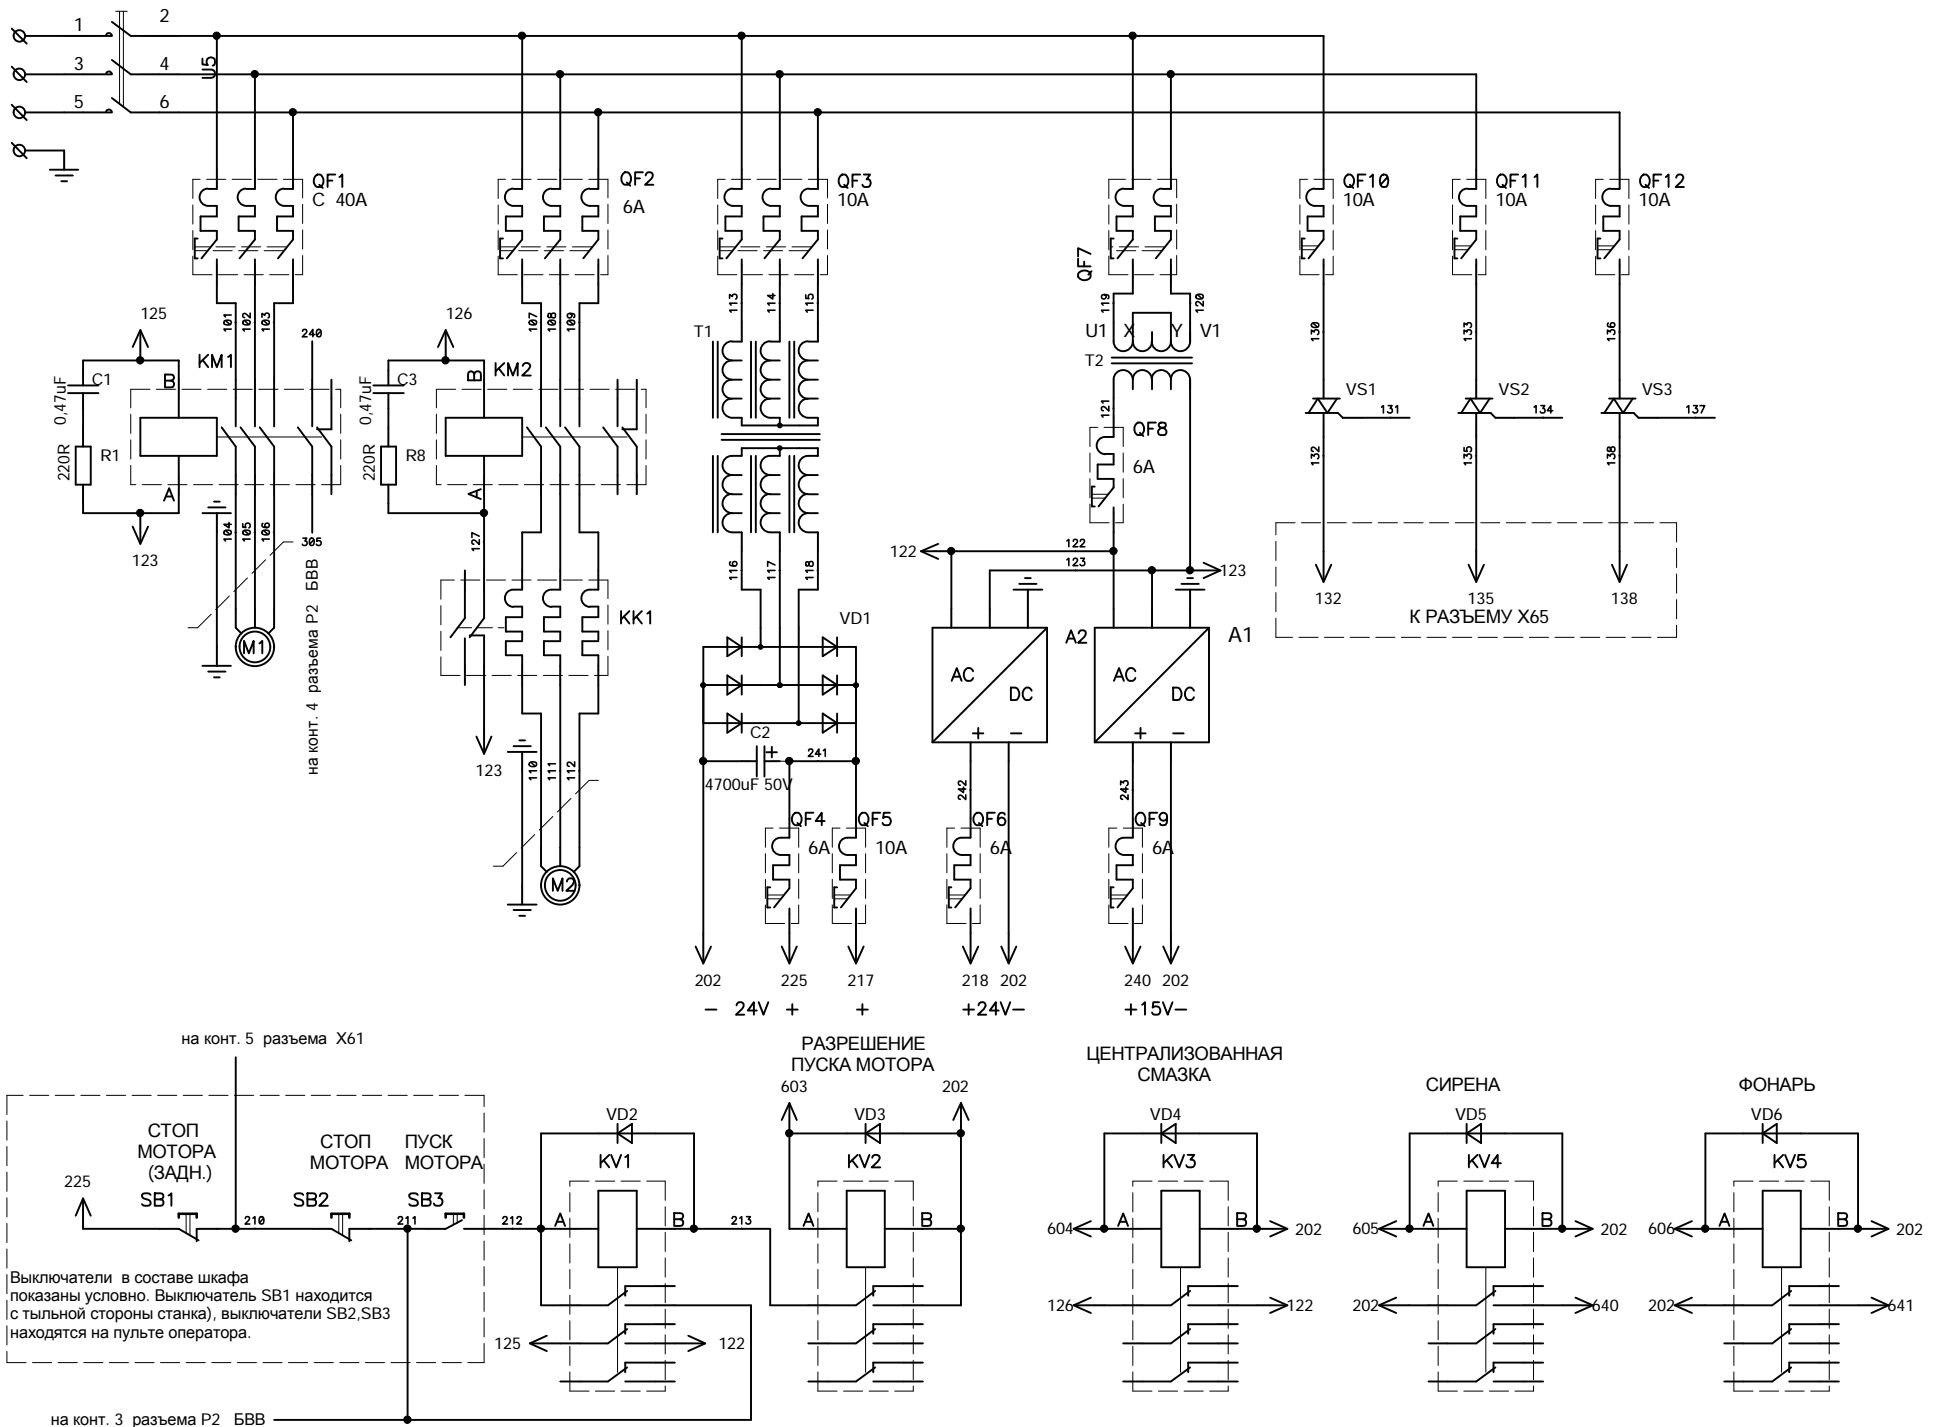 1 2
3 4
U5
5 6
QF1
C 40A
QF2
6A
QF3
10A
QF7
QF10
10A
QF11
10A
QF12
10A
125
101
102
103
240
126
107
108
109
113
114
115
119
120
130
133
136
KM1
KM2
T1
U1 X Y V1
T2
B
C1
0,47uF
B
C3
0,47uF
VS1
131
VS2
134
VS3
137
220R
R1
A
220R
R8
A
121
QF8
6A
132
135
138
123
104
105
106
305
127
116
117
118
122
122
123
123
132
135
138
К РАЗЪЕМУ X65
M1
на конт. 4 разъема P2 БВВ
KK1
VD1
A2
A1
AC
DC
+ −
AC
DC
+ −
123
110
111
112
C2
+
241
4700uF 50V
242
243
M2
QF4
6A
QF5
10A
QF6
6A
QF9
6A
202
225
217
218 202
240 202
− 24V + +
+24V−
+15V−
на конт. 5 разъема X61
РАЗРЕШЕНИЕ
ПУСКА МОТОРА
ЦЕНТРАЛИЗОВАННАЯ
СМАЗКА
СИРЕНА
ФОНАРЬ
603
202
СТОП
МОТОРА
(ЗАДН.)
СТОП
МОТОРА
ПУСК
МОТОРА
VD2
VD3
VD4
VD5
VD6
KV1
KV2
KV3
KV4
KV5
225
SB1
SB2
SB3
210
211
212
A B
213
A B
604 A B 202
605 A B 202
606 A B 202
Выключатели в составе шкафа
показаны условно. Выключатель SB1 находится
с тыльной стороны станка), выключатели SB2,SB3
находятся на пульте оператора.
126
122
202
640
202
641
125
122
на конт. 3 разъема P2 БВВ